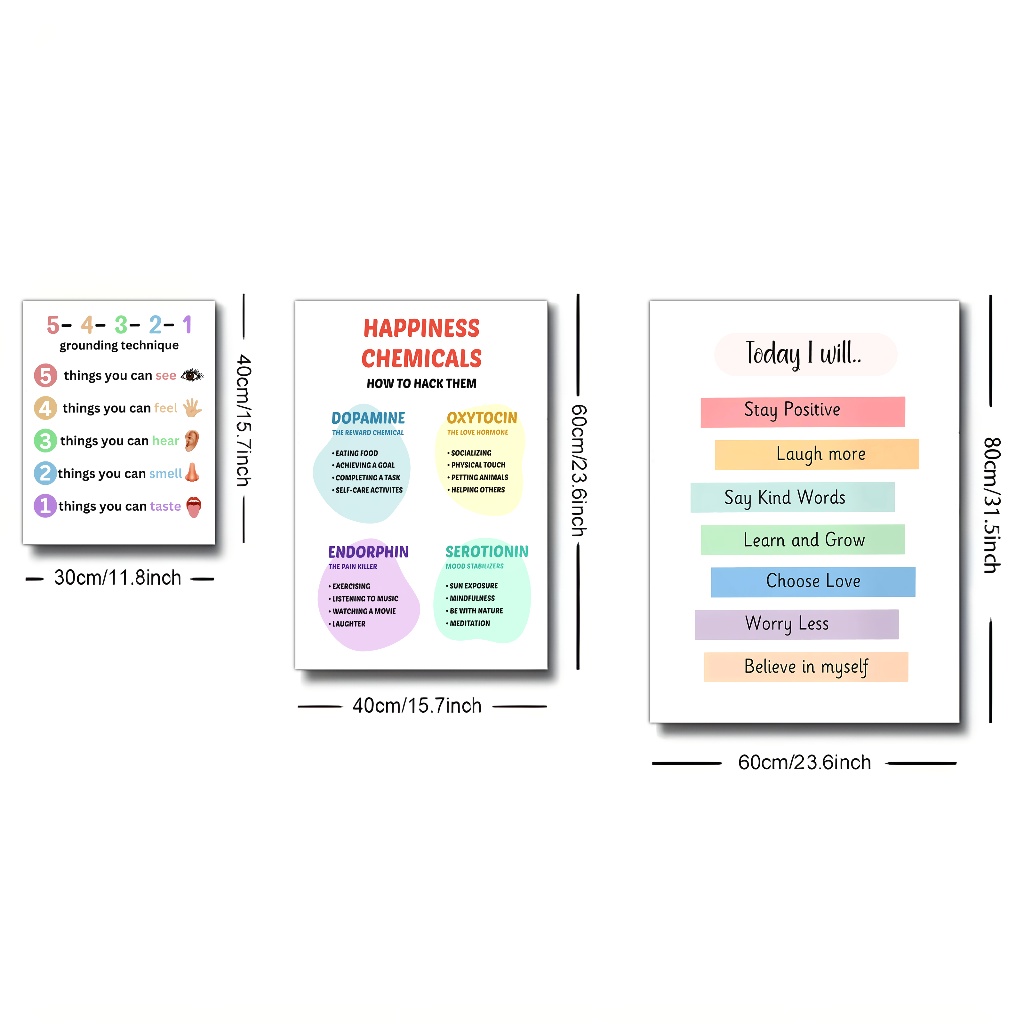 5- 4- 3- 2- 1
grounding technique
5 things you can see
4 things you can feel
3 things you can hear
2 things you can smell
1 things you can taste
40cm/15.7inch
30cm/11.8inch
HAPPINESS
CHEMICALS
HOW TO HACK THEM
DOPAMINE
THE REWARD CHEMICAL
• EATING FOOD
• ACHIEVING A GOAL
• COMPLETING A TASK
• SELF-CARE ACTIVITES
OXYTOCIN
THE LOVE HORMOKE
• SOCIALIZING
• PHYSICAL TOUCH
• PETTING ANIMALS
• HELPING OTHERS
ENDORPHIN
THE PAIN KILLER
• EXERCISING
• LISTENING TO MUSIC
• WATCHING A MOVIE
• LAUGHTER
SEROTIONIN
MOOD STABILIZERS
• SUN EXPOSURE
• MINDFULNESS
• BE WITH NATURE
• MEDITATION
60cm/23.6inch
40cm/15.7inch
Today I will..
Stay Positive
Laugh more
Say Kind Words
Learn and Grow
Choose Love
Worry Less
Believe in myself
80cm/31.5inch
60cm/23.6inch